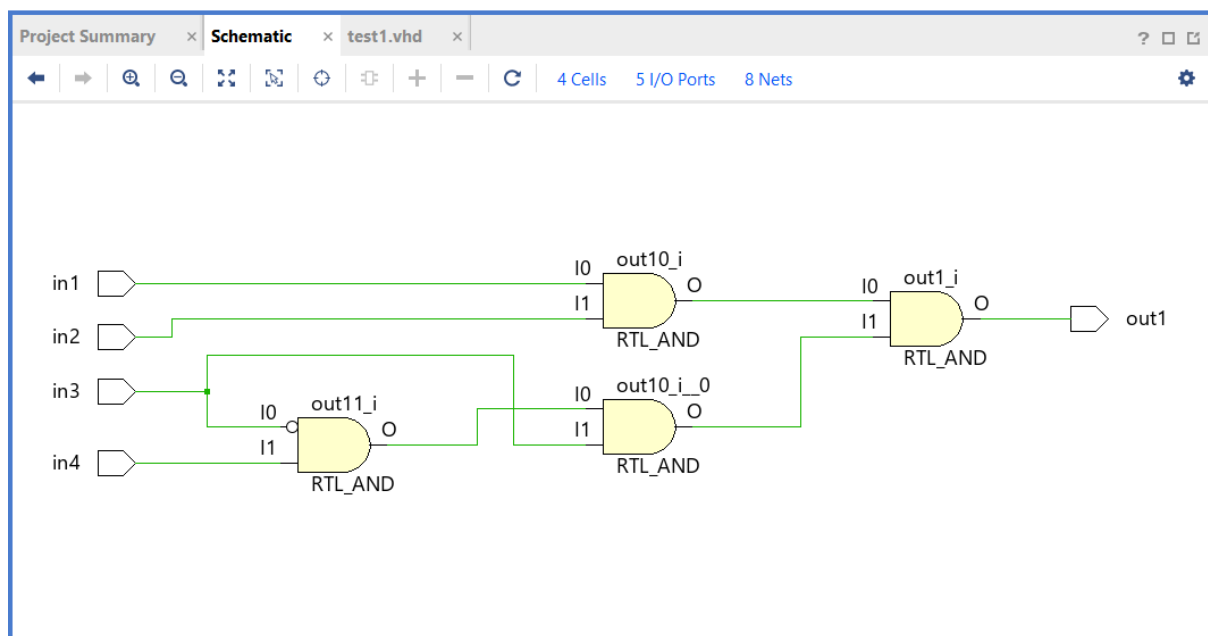 Project Summary × Schematic × test1.vhd × ?
4 Cells 5 I/O Ports 8 Nets
out10_i
in1 I0 O out1_i
I1 I0 O
in2 RTL_AND I1 out1
RTL_AND
in3 out10_i__0
out11_i I0 O
I0 O I1
in4 I1 RTL_AND
RTL_AND